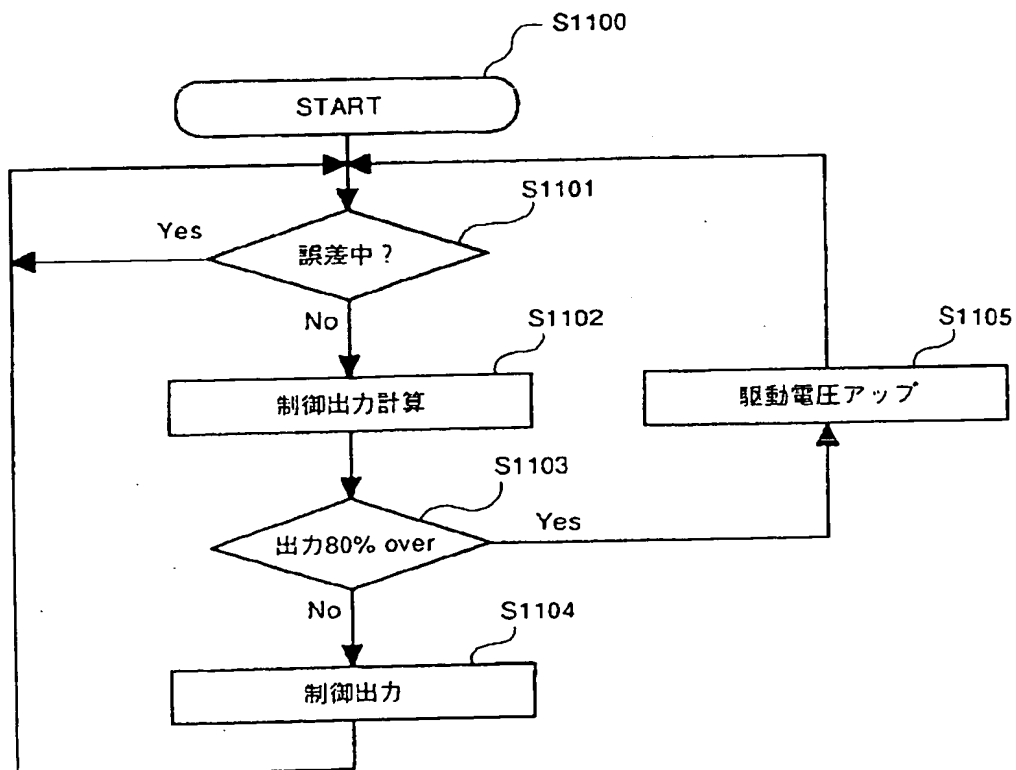 S1100
START
S1101
Yes
誤差中？
No
S1102
S1105
制御出力計算
駆動電圧アップ
S1103
Yes
出力80% over
No
S1104
制御出力